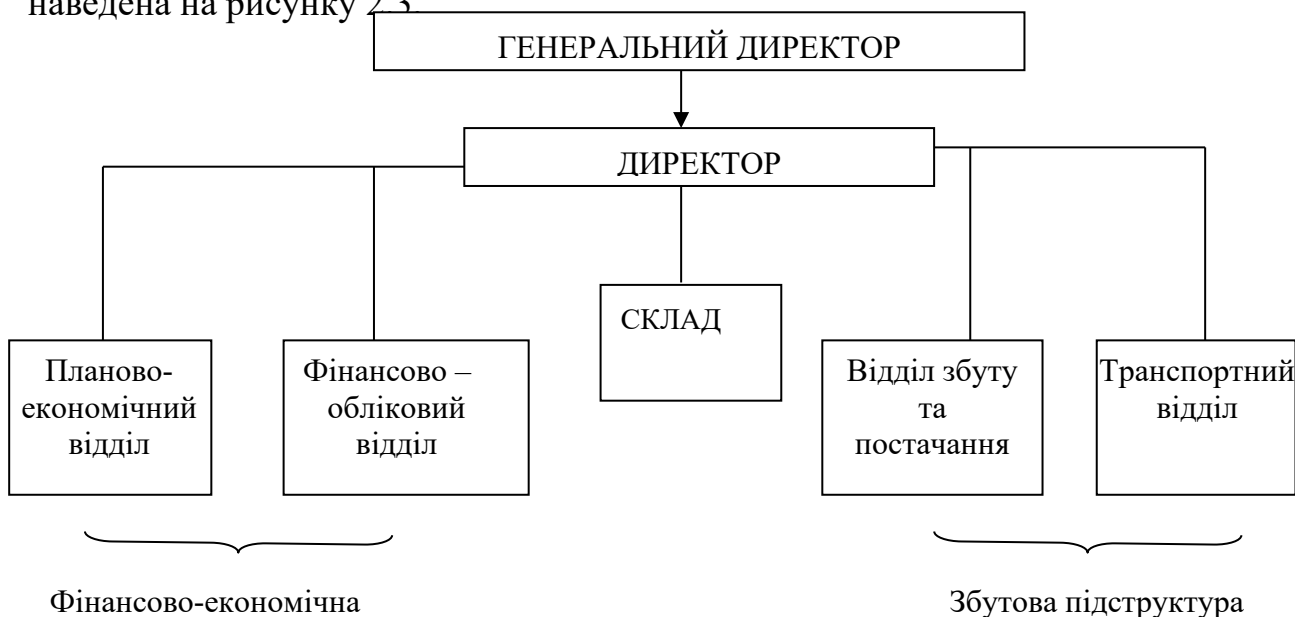 наведена на рисунку 2.3.
ГЕНЕРАЛЬНИЙ ДИРЕКТОР
ДИРЕКТОР
СКЛАД
Планово-
економічний
відділ
Фінансово –
обліковий
відділ
Відділ збуту
та
постачання
Транспортний
відділ
Фінансово-економічна
Збутова підструктура